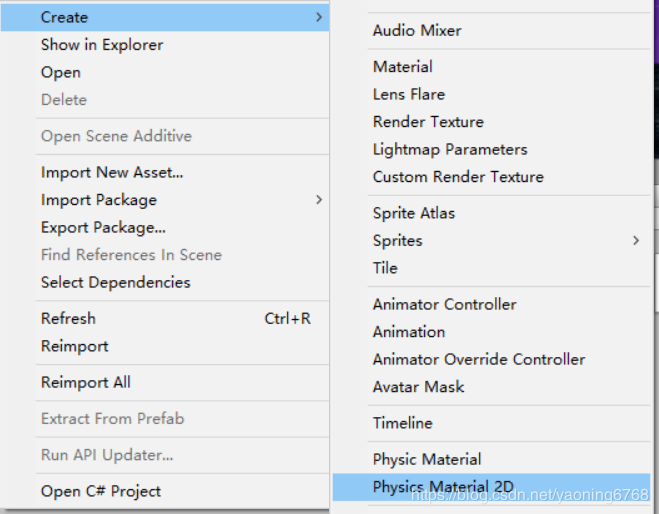 Create
Show in Explorer
Open
Delete
Open Scene Additive
Import New Asset...
Import Package
Export Package...
Find References In Scene
Select Dependencies
Refresh Ctrl+R
Reimport
Reimport All
Extract From Prefab
Run API Updater...
Open C# Project
Audio Mixer
Material
Lens Flare
Render Texture
Lightmap Parameters
Custom Render Texture
Sprite Atlas
Sprites
Tile
Animator Controller
Animation
Animator Override Controller
Avatar Mask
Timeline
Physic Material
Physics Material 2D
https://blog.csdn.net/yaoning6768